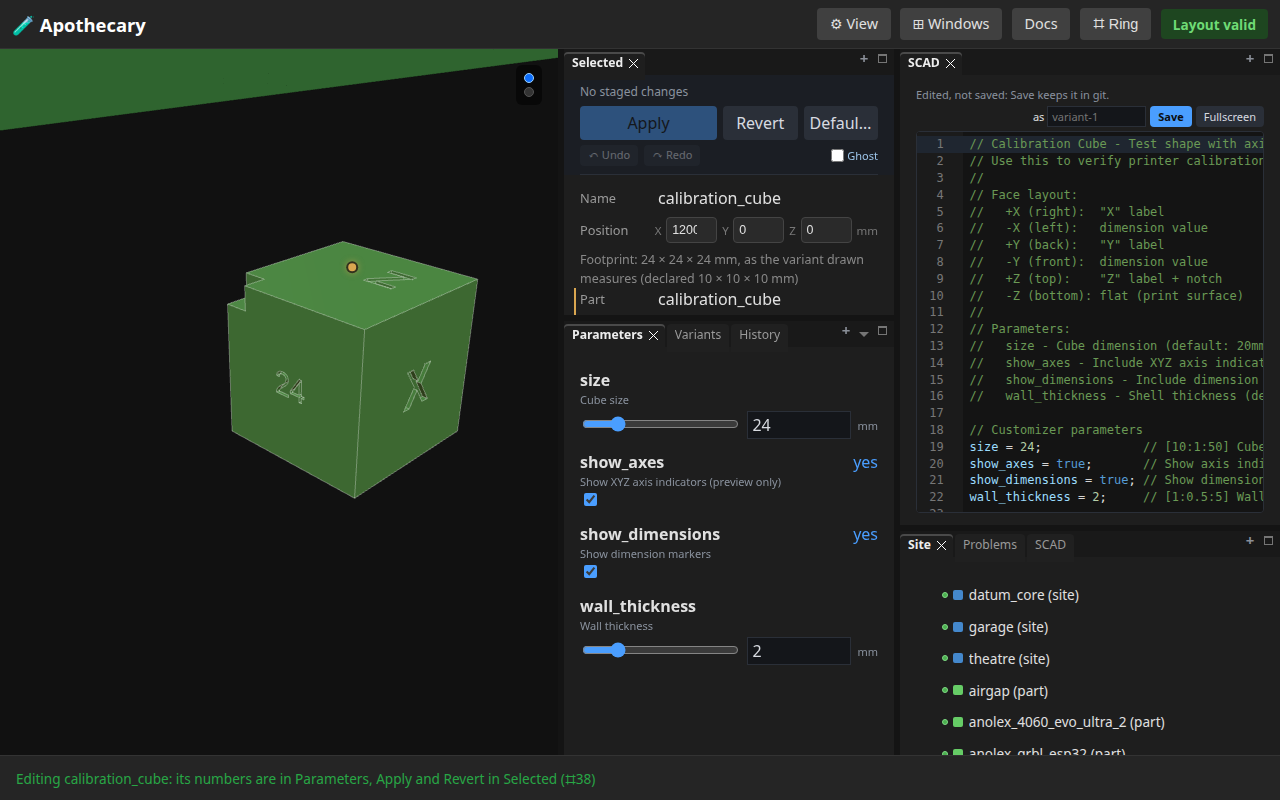 🧪 Apothecary
⚙ View
⊞ Windows
Docs
⌗ Ring
Layout valid
24
X
Z
Selected
No staged changes
Apply
Revert
Defaul...
↶ Undo
↷ Redo
Ghost
Name calibration_cube
Position X 1200 Y 0 Z 0 mm
Footprint: 24 × 24 × 24 mm, as the variant drawn
measures (declared 10 × 10 × 10 mm)
Part calibration_cube
Parameters
Variants
History
size
Cube size
24 mm
show_axes yes
Show XYZ axis indicators (preview only)
show_dimensions yes
Show dimension markers
wall_thickness
Wall thickness
2 mm
SCAD
Edited, not saved: Save keeps it in git.
as variant-1 Save Fullscreen
1 // Calibration Cube - Test shape with axi
2 // Use this to verify printer calibration
3 //
4 // Face layout:
5 //   +X (right):  "X" label
6 //   -X (left):   dimension value
7 //   +Y (back):   "Y" label
8 //   -Y (front):  dimension value
9 //   +Z (top):    "Z" label + notch
10 //   -Z (bottom): flat (print surface)
11 //
12 // Parameters:
13 //   size - Cube dimension (default: 20mm
14 //   show_axes - Include XYZ axis indicat
15 //   show_dimensions - Include dimension
16 //   wall_thickness - Shell thickness (de
17
18 // Customizer parameters
19 size = 24;              // [10:1:50] Cube
20 show_axes = true;       // Show axis indi
21 show_dimensions = true; // Show dimension
22 wall_thickness = 2;     // [1:0.5:5] Wall
Site
Problems
SCAD
datum_core (site)
garage (site)
theatre (site)
airgap (part)
anolex_4060_evo_ultra_2 (part)
anolex_grbl_esp32 (part)
Editing calibration_cube: its numbers are in Parameters, Apply and Revert in Selected (⌗38)